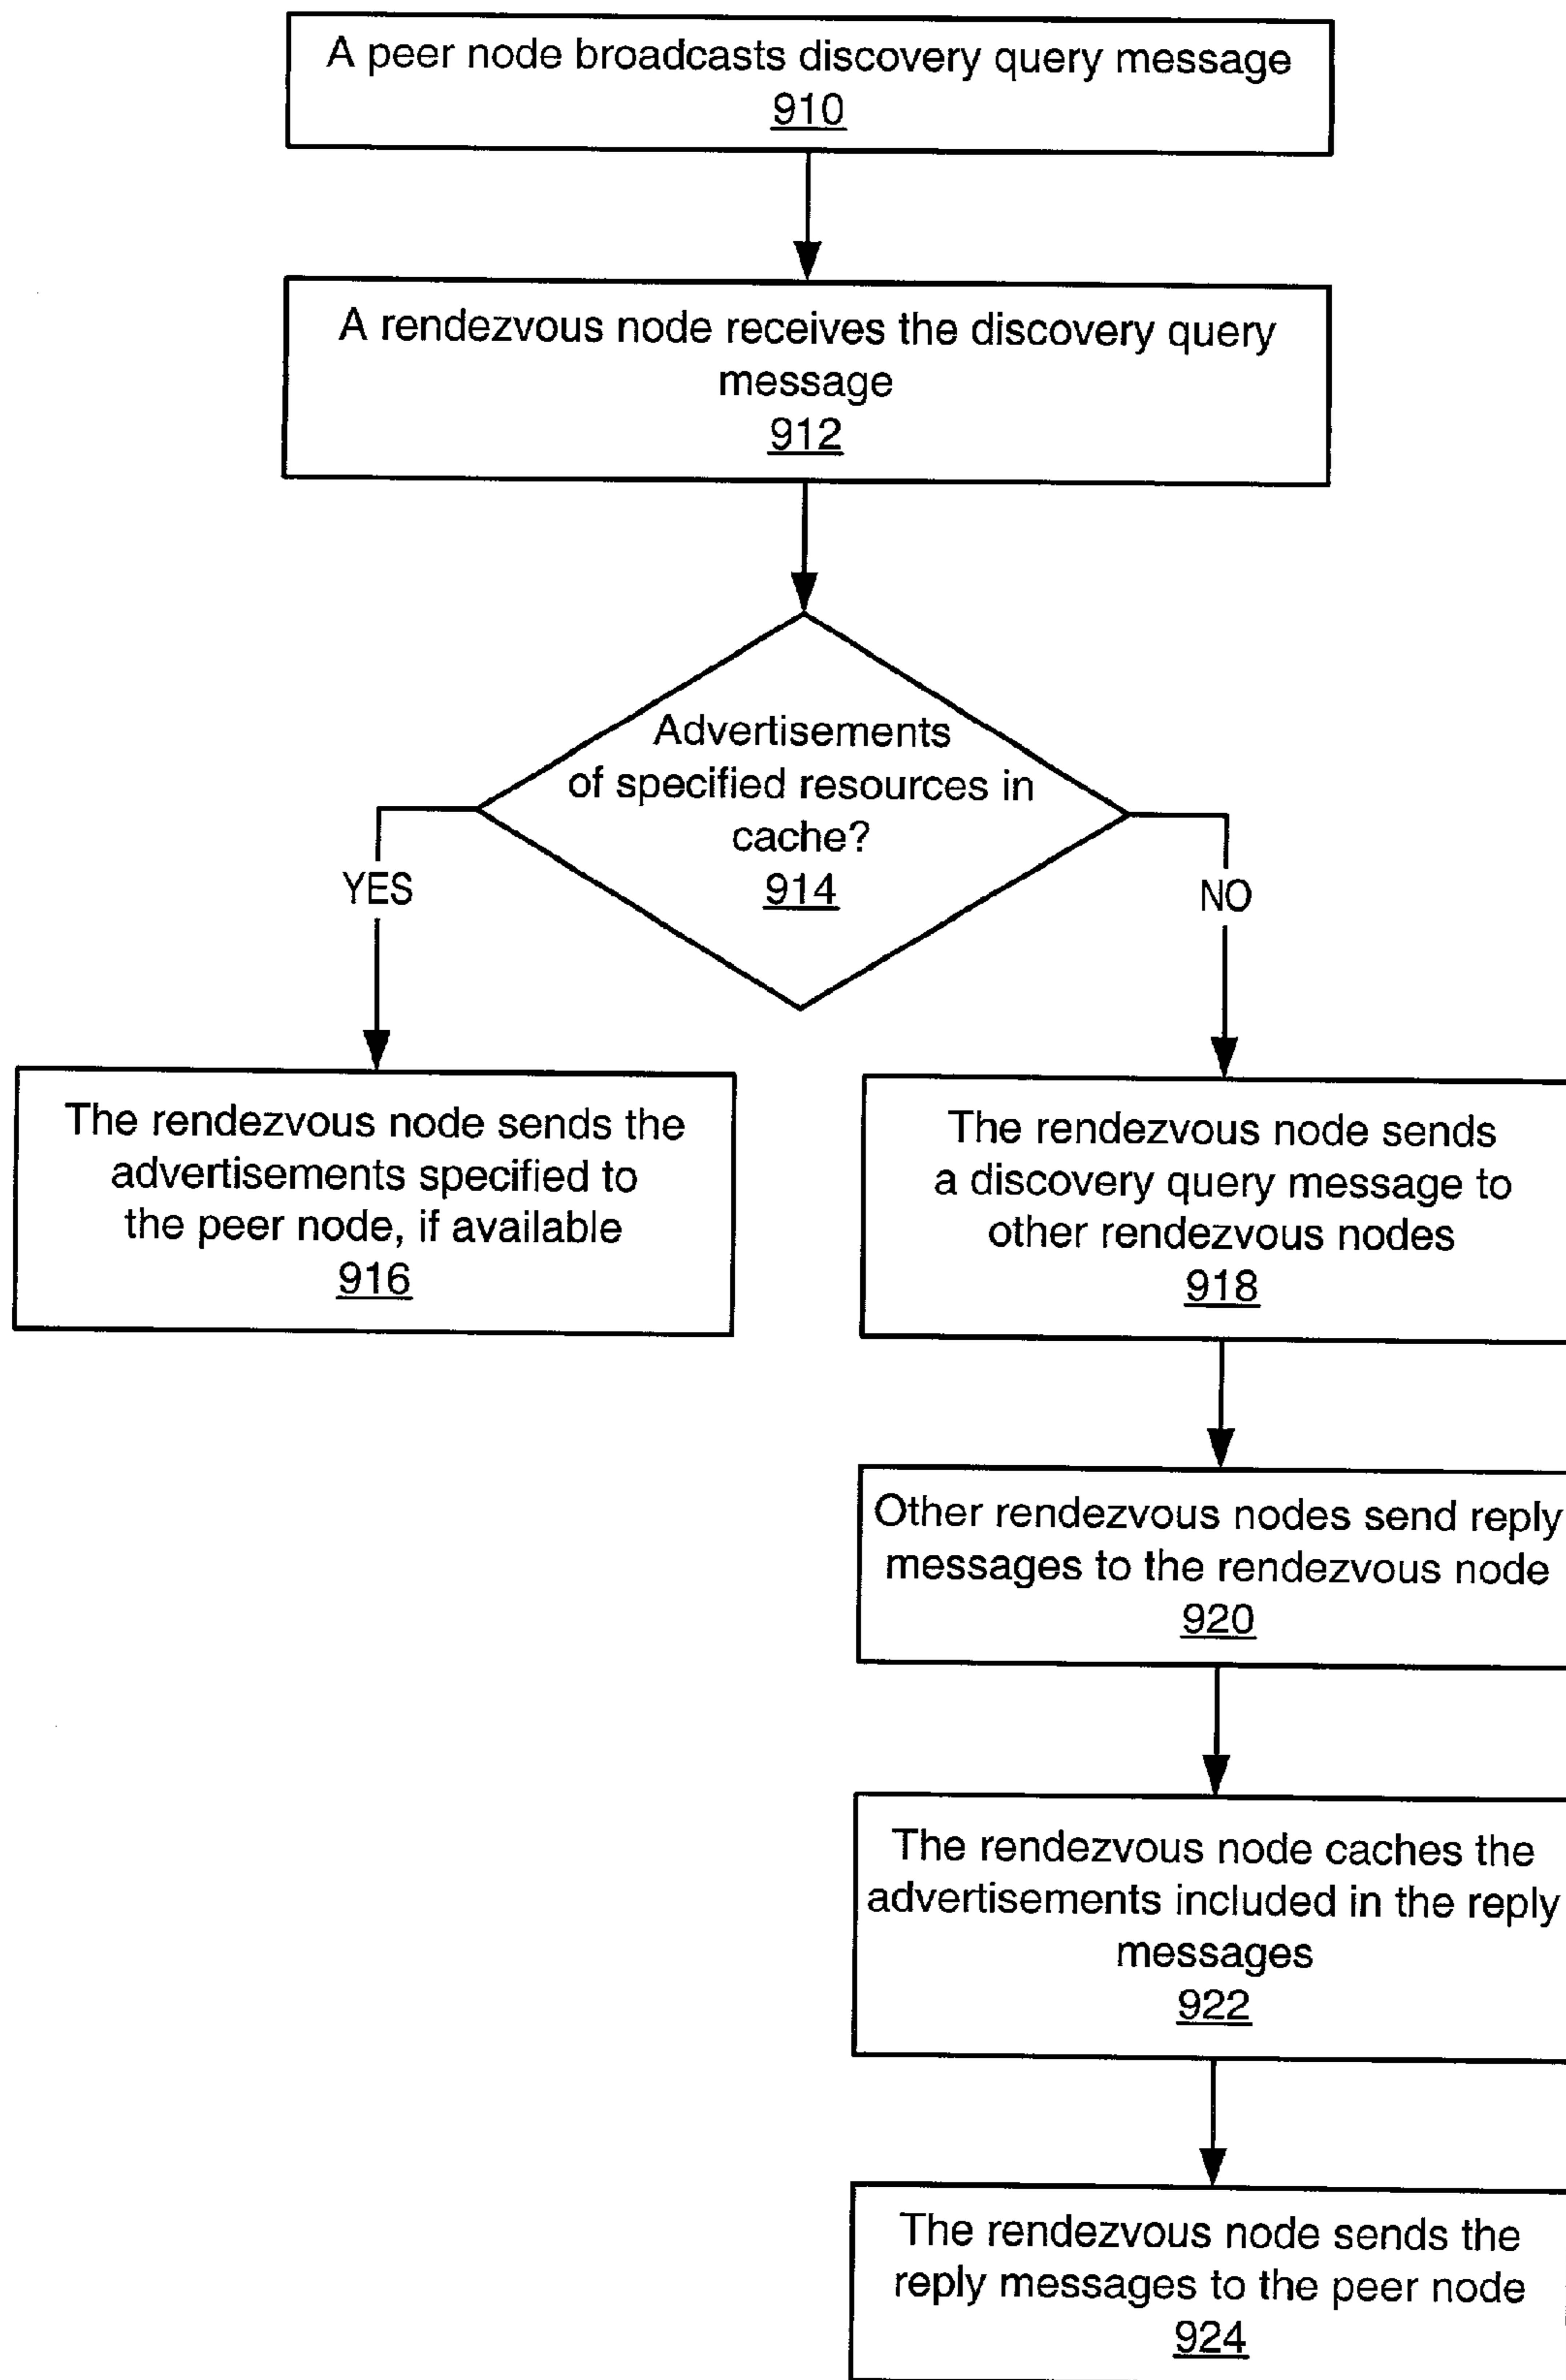 A peer node broadcasts discovery query message
910
A rendezvous node receives the discovery query
message
912
Advertisements
of specified resources in
cache?
914
YES
NO
The rendezvous node sends the
advertisements specified to
the peer node, if available
916
The rendezvous node sends
a discovery query message to
other rendezvous nodes
918
Other rendezvous nodes send reply
messages to the rendezvous node
920
The rendezvous node caches the
advertisements included in the reply
messages
922
The rendezvous node sends the
reply messages to the peer node
924